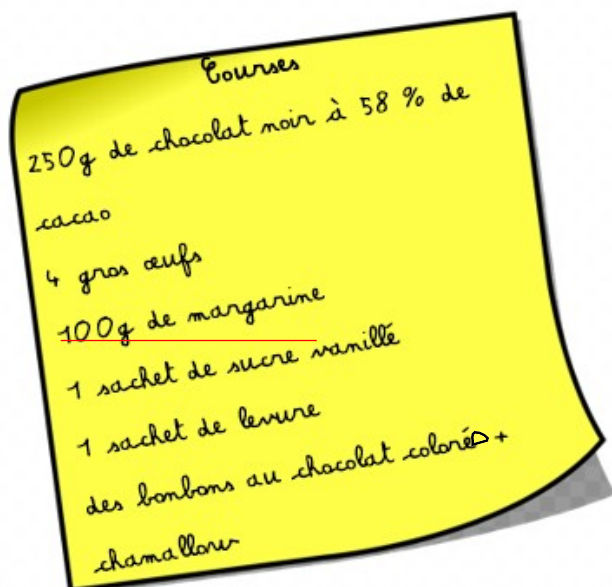 Courses
250g de chocolat noir à 58 % de
cacao
4 gros œufs
100g de margarine
1 sachet de sucre vanillé
1 sachet de levure
des bonbons au chocolat colorés +
chamallow